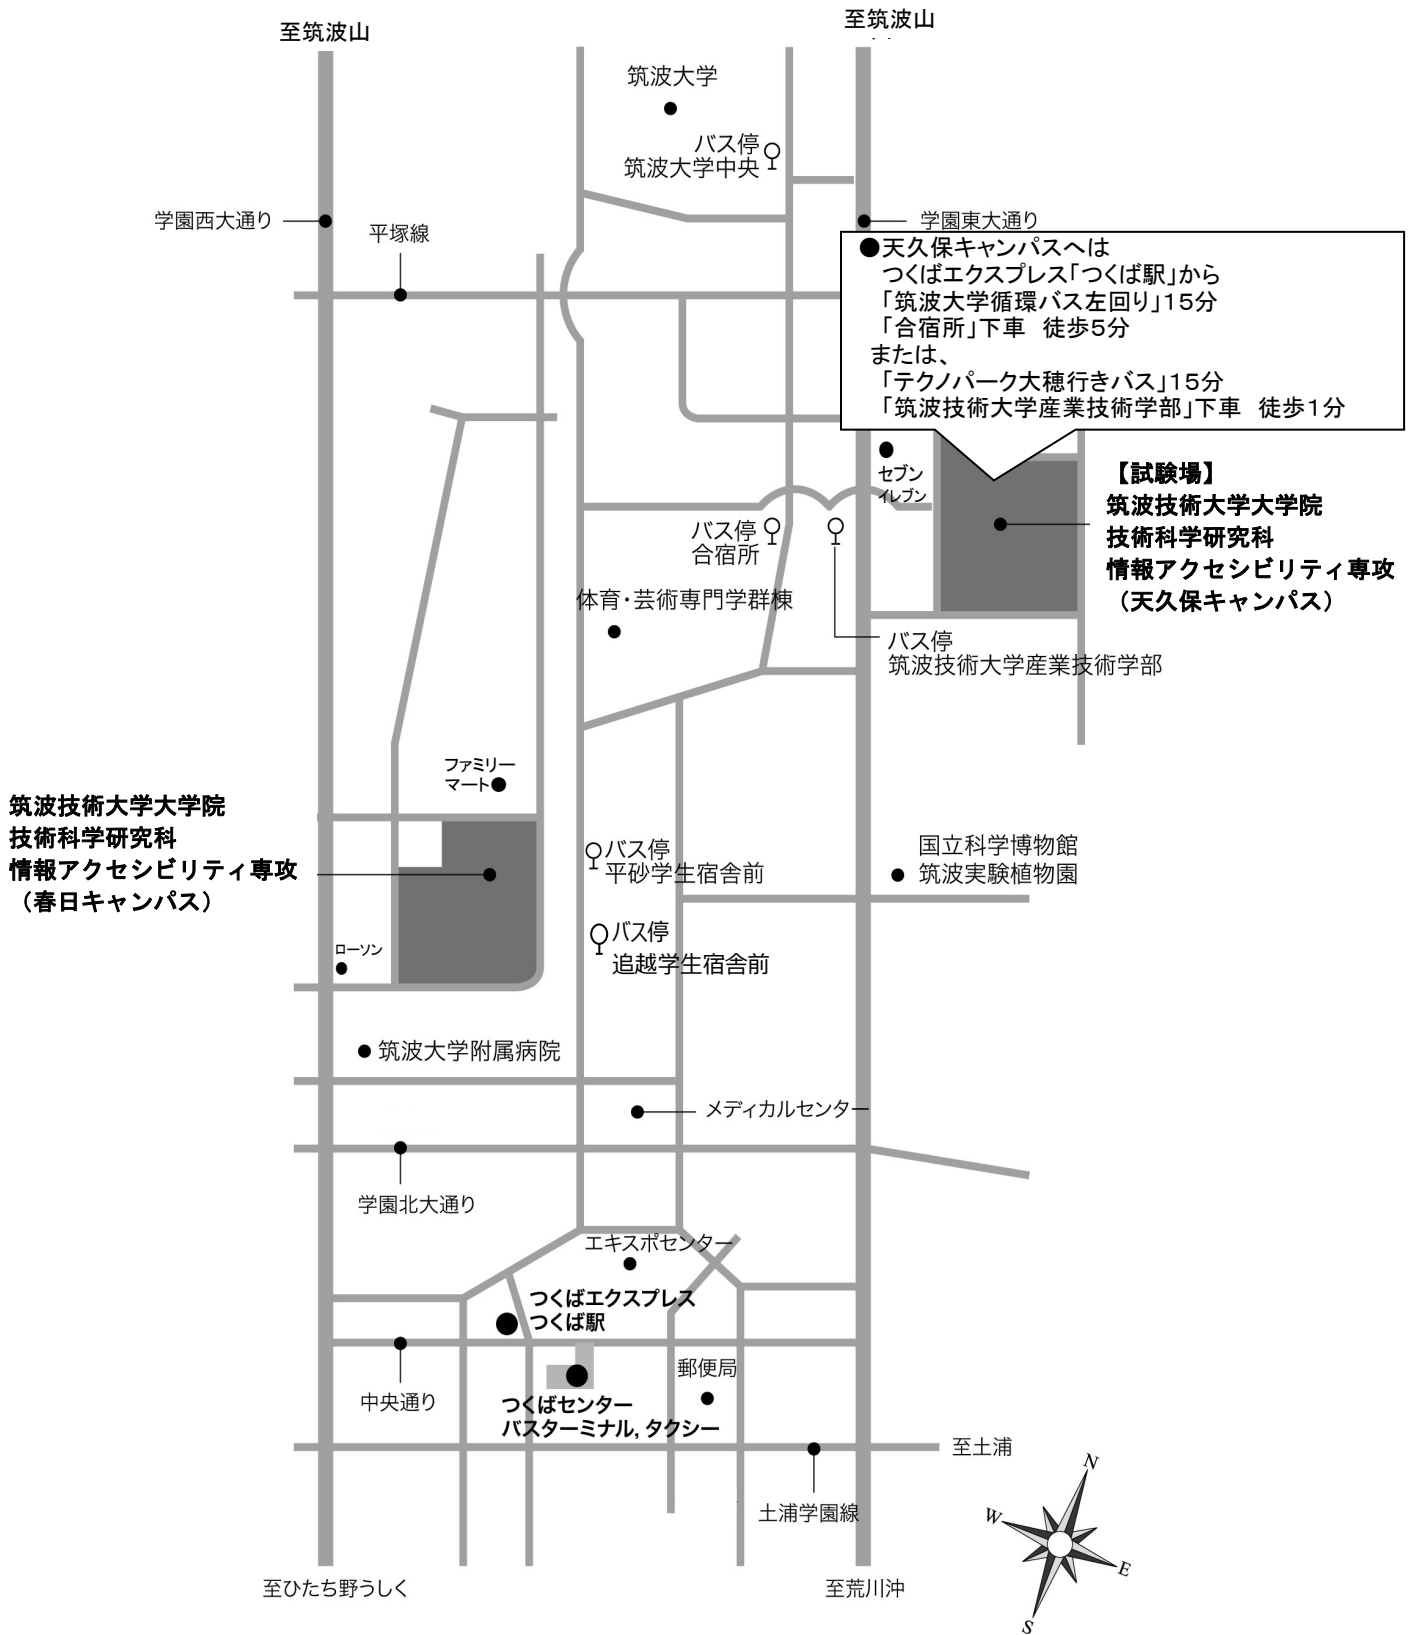 至筑波山
至筑波山
筑波大学
バス停
筑波大学中央
学園西大通り
平塚線
学園東大通り
●天久保キャンパスへは
つくばエクスプレス「つくば駅」から
「筑波大学循環バス左回り」15分
「合宿所」下車　徒歩5分
または、
「テクノパーク大穂行きバス」15分
「筑波技術大学産業技術学部」下車　徒歩1分
セブン
イレブン
【試験場】
筑波技術大学大学院
技術科学研究科
情報アクセシビリティ専攻
（天久保キャンパス）
バス停
合宿所
体育・芸術専門学群棟
バス停
筑波技術大学産業技術学部
ファミリー
マート
筑波技術大学大学院
技術科学研究科
情報アクセシビリティ専攻
（春日キャンパス）
バス停
平砂学生宿舎前
国立科学博物館
筑波実験植物園
バス停
追越学生宿舎前
ローソン
筑波大学附属病院
メディカルセンター
学園北大通り
エキスポセンター
つくばエクスプレス
つくば駅
中央通り
郵便局
つくばセンター
バスターミナル, タクシー
至土浦
土浦学園線
N
W
E
S
至ひたち野うしく
至荒川沖